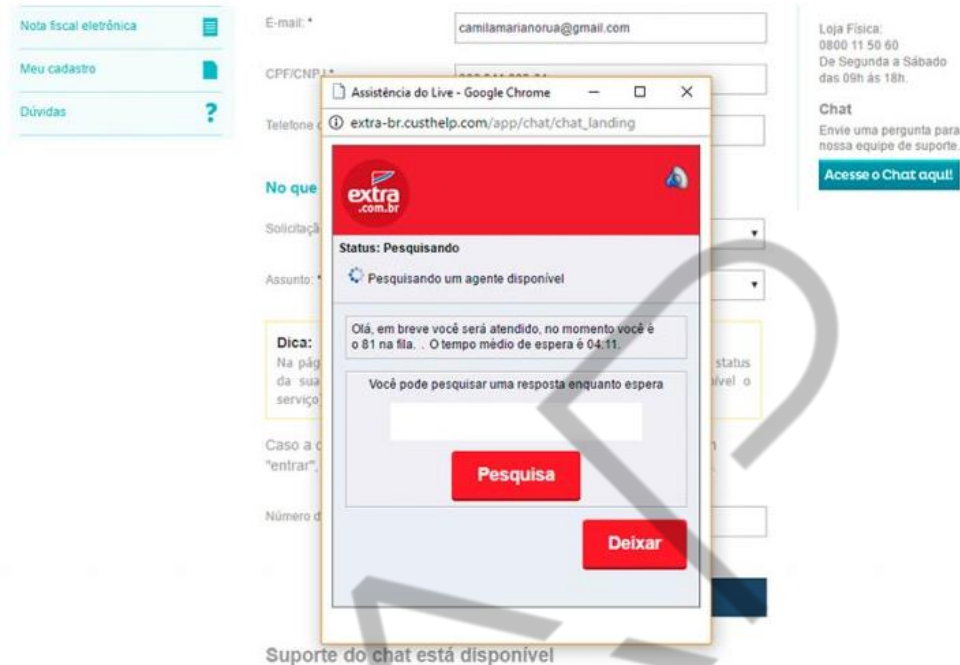 Nota fiscal eletrônica
Meu cadastro
Dúvidas
?
E-mail: *
camilamarianorua@gmail.com
CPF/CNPJ *
Telefone
No que
Solicitaçã
Assunto: *
Dica:
Na pág
da sua
serviço
status
ível o
Caso a
"entrar",
Número d
Suporte do chat está disponível
Assistência do Live - Google Chrome
extra-br.custhelp.com/app/chat/chat_landing
extra
.com.br
Status: Pesquisando
Pesquisando um agente disponível
Olá, em breve você será atendido, no momento você é
o 81 na fila. . O tempo médio de espera é 04:11.
Você pode pesquisar uma resposta enquanto espera
Pesquisa
Deixar
Loja Física:
0800 11 50 60
De Segunda a Sábado
das 09h ás 18h.
Chat
Envie uma pergunta para
nossa equipe de suporte.
Acesse o Chat aqui!